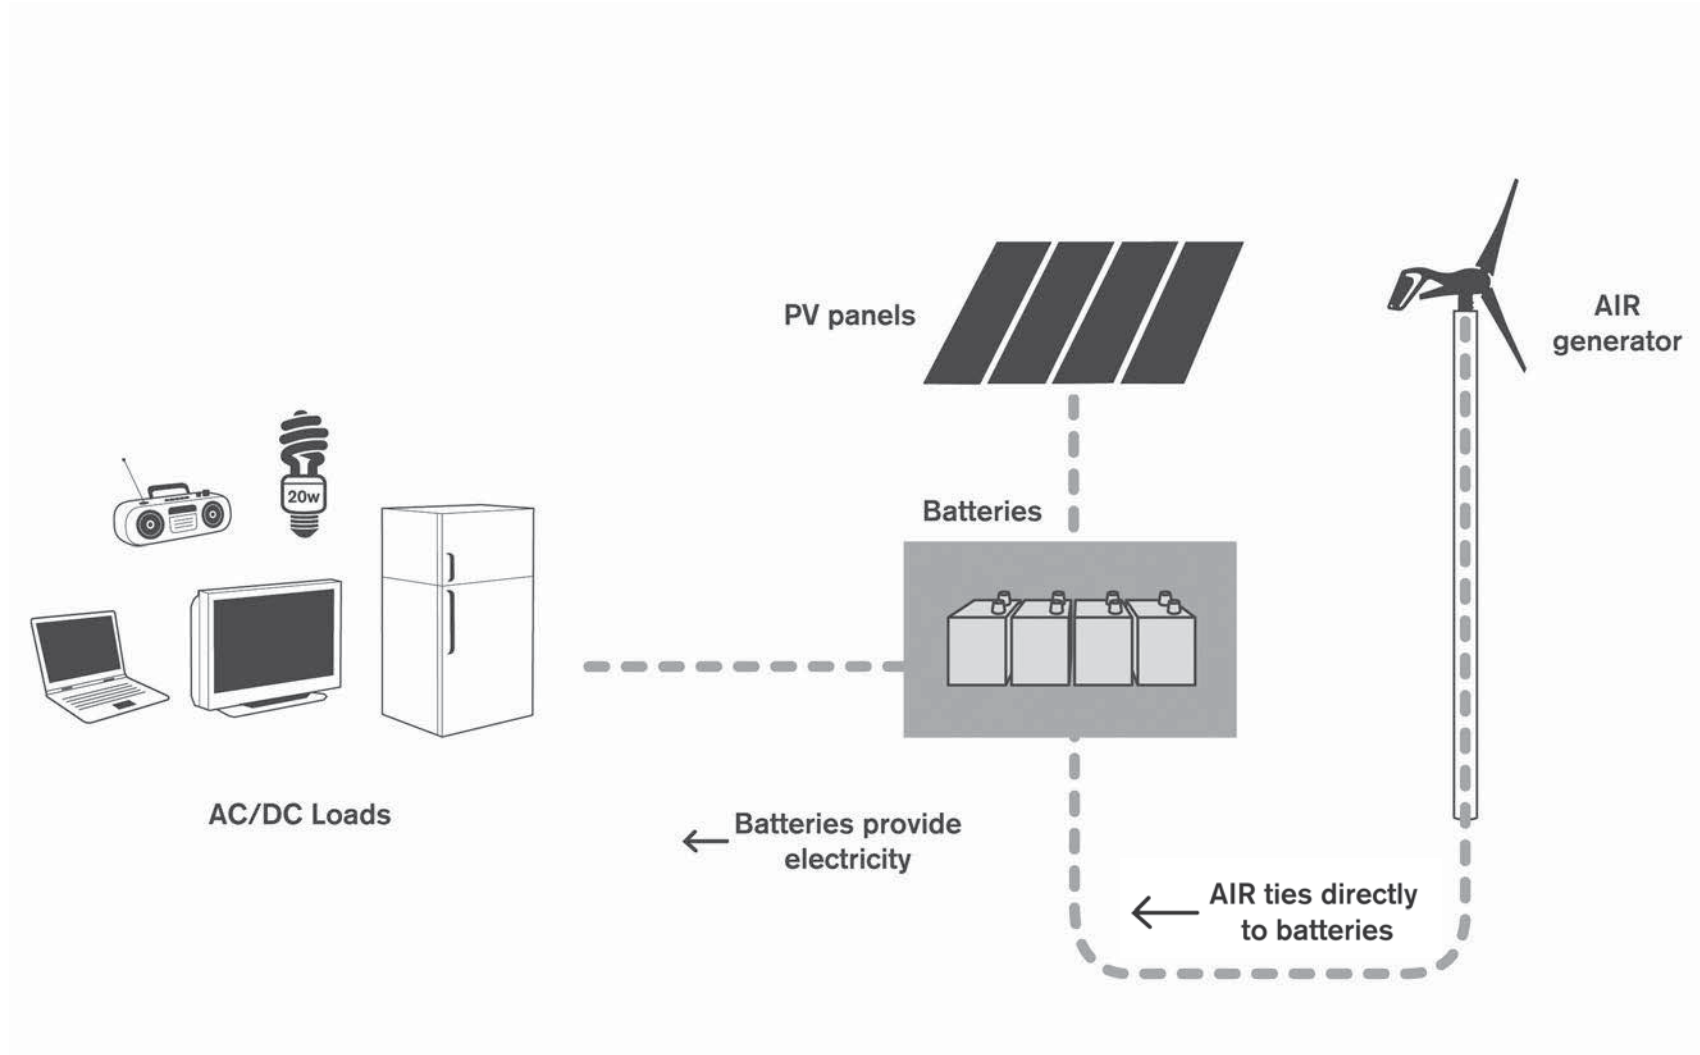 PV panels
AIR
generator
Batteries
20w
AC/DC Loads
Batteries provide
electricity
AIR ties directly
to batteries